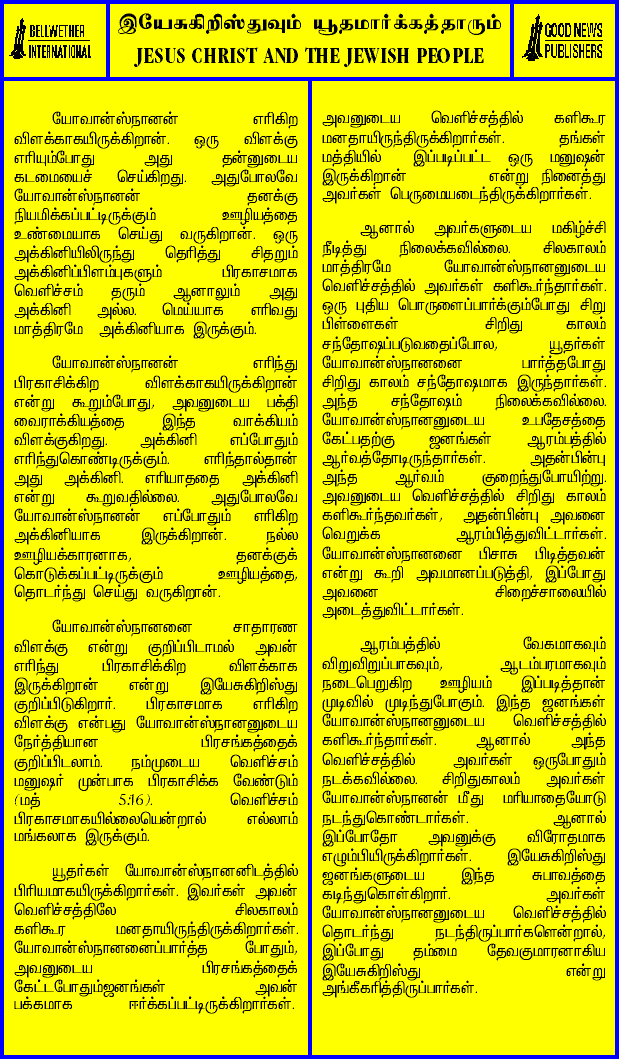 BELLWETHER
INTERNATIONAL
இயேசுகிறிஸ்துவும் யூதமார்க்கத்தாரும்
JESUS CHRIST AND THE JEWISH PEOPLE
GOOD NEWS
PUBLISHERS
யோவான்ஸ்நானன் எரிகிற
விளக்காகயிருக்கிறான். ஒரு விளக்கு
எரியும்போது அது தன்னுடைய
கடமையைச் செய்கிறது. அதுபோலவே
யோவான்ஸ்நானன் தனக்கு
நியமிக்கப்பட்டிருக்கும் ஊழியத்தை
உண்மையாக செய்து வருகிறான். ஒரு
அக்கினியிலிருந்து தெரித்து சிதறும்
அக்கினிப்பிளம்புகளும் பிரகாசமாக
வெளிச்சம் தரும் ஆனாலும் அது
அக்கினி அல்ல. மெய்யாக எரிவது
மாத்திரமே அக்கினியாக இருக்கும்.
யோவான்ஸ்நானன் எரிந்து
பிரகாசிக்கிற விளக்காகயிருக்கிறான்
என்று கூறும்போது, அவனுடைய பக்தி
வைராக்கியத்தை இந்த வாக்கியம்
விளக்குகிறது. அக்கினி எப்போதும்
எரிந்துகொண்டிருக்கும். எரிந்தால்தான்
அது அக்கினி. எரியாததை அக்கினி
என்று கூறுவதில்லை. அதுபோலவே
யோவான்ஸ்நானன் எப்போதும் எரிகிற
அக்கினியாக இருக்கிறான். நல்ல
ஊழியக்காரனாக, தனக்குக்
கொடுக்கப்பட்டிருக்கும் ஊழியத்தை,
தொடர்ந்து செய்து வருகிறான்.
யோவான்ஸ்நானனை சாதாரண
விளக்கு என்று குறிப்பிடாமல் அவன்
எரிந்து பிரகாசிக்கிற விளக்காக
இருக்கிறான் என்று இயேசுகிறிஸ்து
குறிப்பிடுகிறார். பிரகாசமாக எரிகிற
விளக்கு என்பது யோவான்ஸ்நானனுடைய
நேர்த்தியான பிரசங்கத்தைக்
குறிப்பிடலாம். நம்முடைய வெளிச்சம்
மனுஷர் முன்பாக பிரகாசிக்க வேண்டும்
(மத் 5:16). வெளிச்சம்
பிரகாசமாகயில்லையென்றால் எல்லாம்
மங்கலாக இருக்கும்.
யூதர்கள் யோவான்ஸ்நானனிடத்தில்
பிரியமாகயிருக்கிறார்கள். இவர்கள் அவன்
வெளிச்சத்திலே சிலகாலம்
களிகூர மனதாயிருந்திருக்கிறார்கள்.
யோவான்ஸ்நானனைப்பார்த்த போதும்,
அவனுடைய பிரசங்கத்தைக்
கேட்டபோதும்ஜனங்கள் அவன்
பக்கமாக ஈர்க்கப்பட்டிருக்கிறார்கள்.
அவனுடைய வெளிச்சத்தில் களிகூர
மனதாயிருந்திருக்கிறார்கள். தங்கள்
மத்தியில் இப்படிப்பட்ட ஒரு மனுஷன்
இருக்கிறான் என்று நினைத்து
அவர்கள் பெருமையடைந்திருக்கிறார்கள்.
ஆனால் அவர்களுடைய மகிழ்ச்சி
நீடித்து நிலைக்கவில்லை. சிலகாலம்
மாத்திரமே யோவான்ஸ்நானனுடைய
வெளிச்சத்தில் அவர்கள் களிகூர்ந்தார்கள்.
ஒரு புதிய பொருளைப்பார்க்கும்போது சிறு
பிள்ளைகள் சிறிது காலம்
சந்தோஷப்படுவதைப்போல, யூதர்கள்
யோவான்ஸ்நானனை பார்த்தபோது
சிறிது காலம் சந்தோஷமாக இருந்தார்கள்.
அந்த சந்தோஷம் நிலைக்கவில்லை.
யோவான்ஸ்நானனுடைய உபதேசத்தை
கேட்பதற்கு ஜனங்கள் ஆரம்பத்தில்
ஆர்வத்தோடிருந்தார்கள். அதன்பின்பு
அந்த ஆர்வம் குறைந்துபோயிற்று.
அவனுடைய வெளிச்சத்தில் சிறிது காலம்
களிகூர்ந்தவர்கள், அதன்பின்பு அவனை
வெறுக்க ஆரம்பித்துவிட்டார்கள்.
யோவான்ஸ்நானனை பிசாசு பிடித்தவன்
என்று கூறி அவமானப்படுத்தி, இப்போது
அவனை சிறைச்சாலையில்
அடைத்துவிட்டார்கள்.
ஆரம்பத்தில் வேகமாகவும்
விறுவிறுப்பாகவும், ஆடம்பரமாகவும்
நடைபெறுகிற ஊழியம் இப்படித்தான்
முடிவில் முடிந்துபோகும். இந்த ஜனங்கள்
யோவான்ஸ்நானனுடைய வெளிச்சத்தில்
களிகூர்ந்தார்கள். ஆனால் அந்த
வெளிச்சத்தில் அவர்கள் ஒருபோதும்
நடக்கவில்லை. சிறிதுகாலம் அவர்கள்
யோவான்ஸ்நானன் மீது மரியாதையோடு
நடந்துகொண்டார்கள். ஆனால்
இப்போதோ அவனுக்கு விரோதமாக
எழும்பியிருக்கிறார்கள். இயேசுகிறிஸ்து
ஜனங்களுடைய இந்த சுபாவத்தை
கடிந்துகொள்கிறார். அவர்கள்
யோவான்ஸ்நானனுடைய வெளிச்சத்தில்
தொடர்ந்து நடந்திருப்பார்களென்றால்,
இப்போது தம்மை தேவகுமாரனாகிய
இயேசுகிறிஸ்து என்று
அங்கீகரித்திருப்பார்கள்.